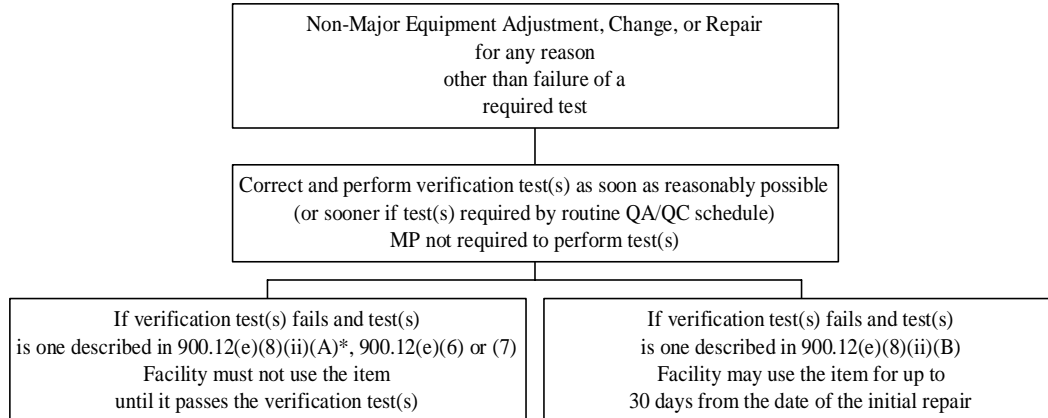 Non-Major Equipment Adjustment, Change, or Repair
for any reason
other than failure of a
required test
Correct and perform verification test(s) as soon as reasonably possible
(or sooner if test(s) required by routine QA/QC schedule)
MP not required to perform test(s)
If verification test(s) fails and test(s)
is one described in 900.12(e)(8)(ii)(A)*, 900.12(e)(6) or (7)
Facility must not use the item
until it passes the verification test(s)
If verification test(s) fails and test(s)
is one described in 900.12(e)(8)(ii)(B)
Facility may use the item for up to
30 days from the date of the initial repair